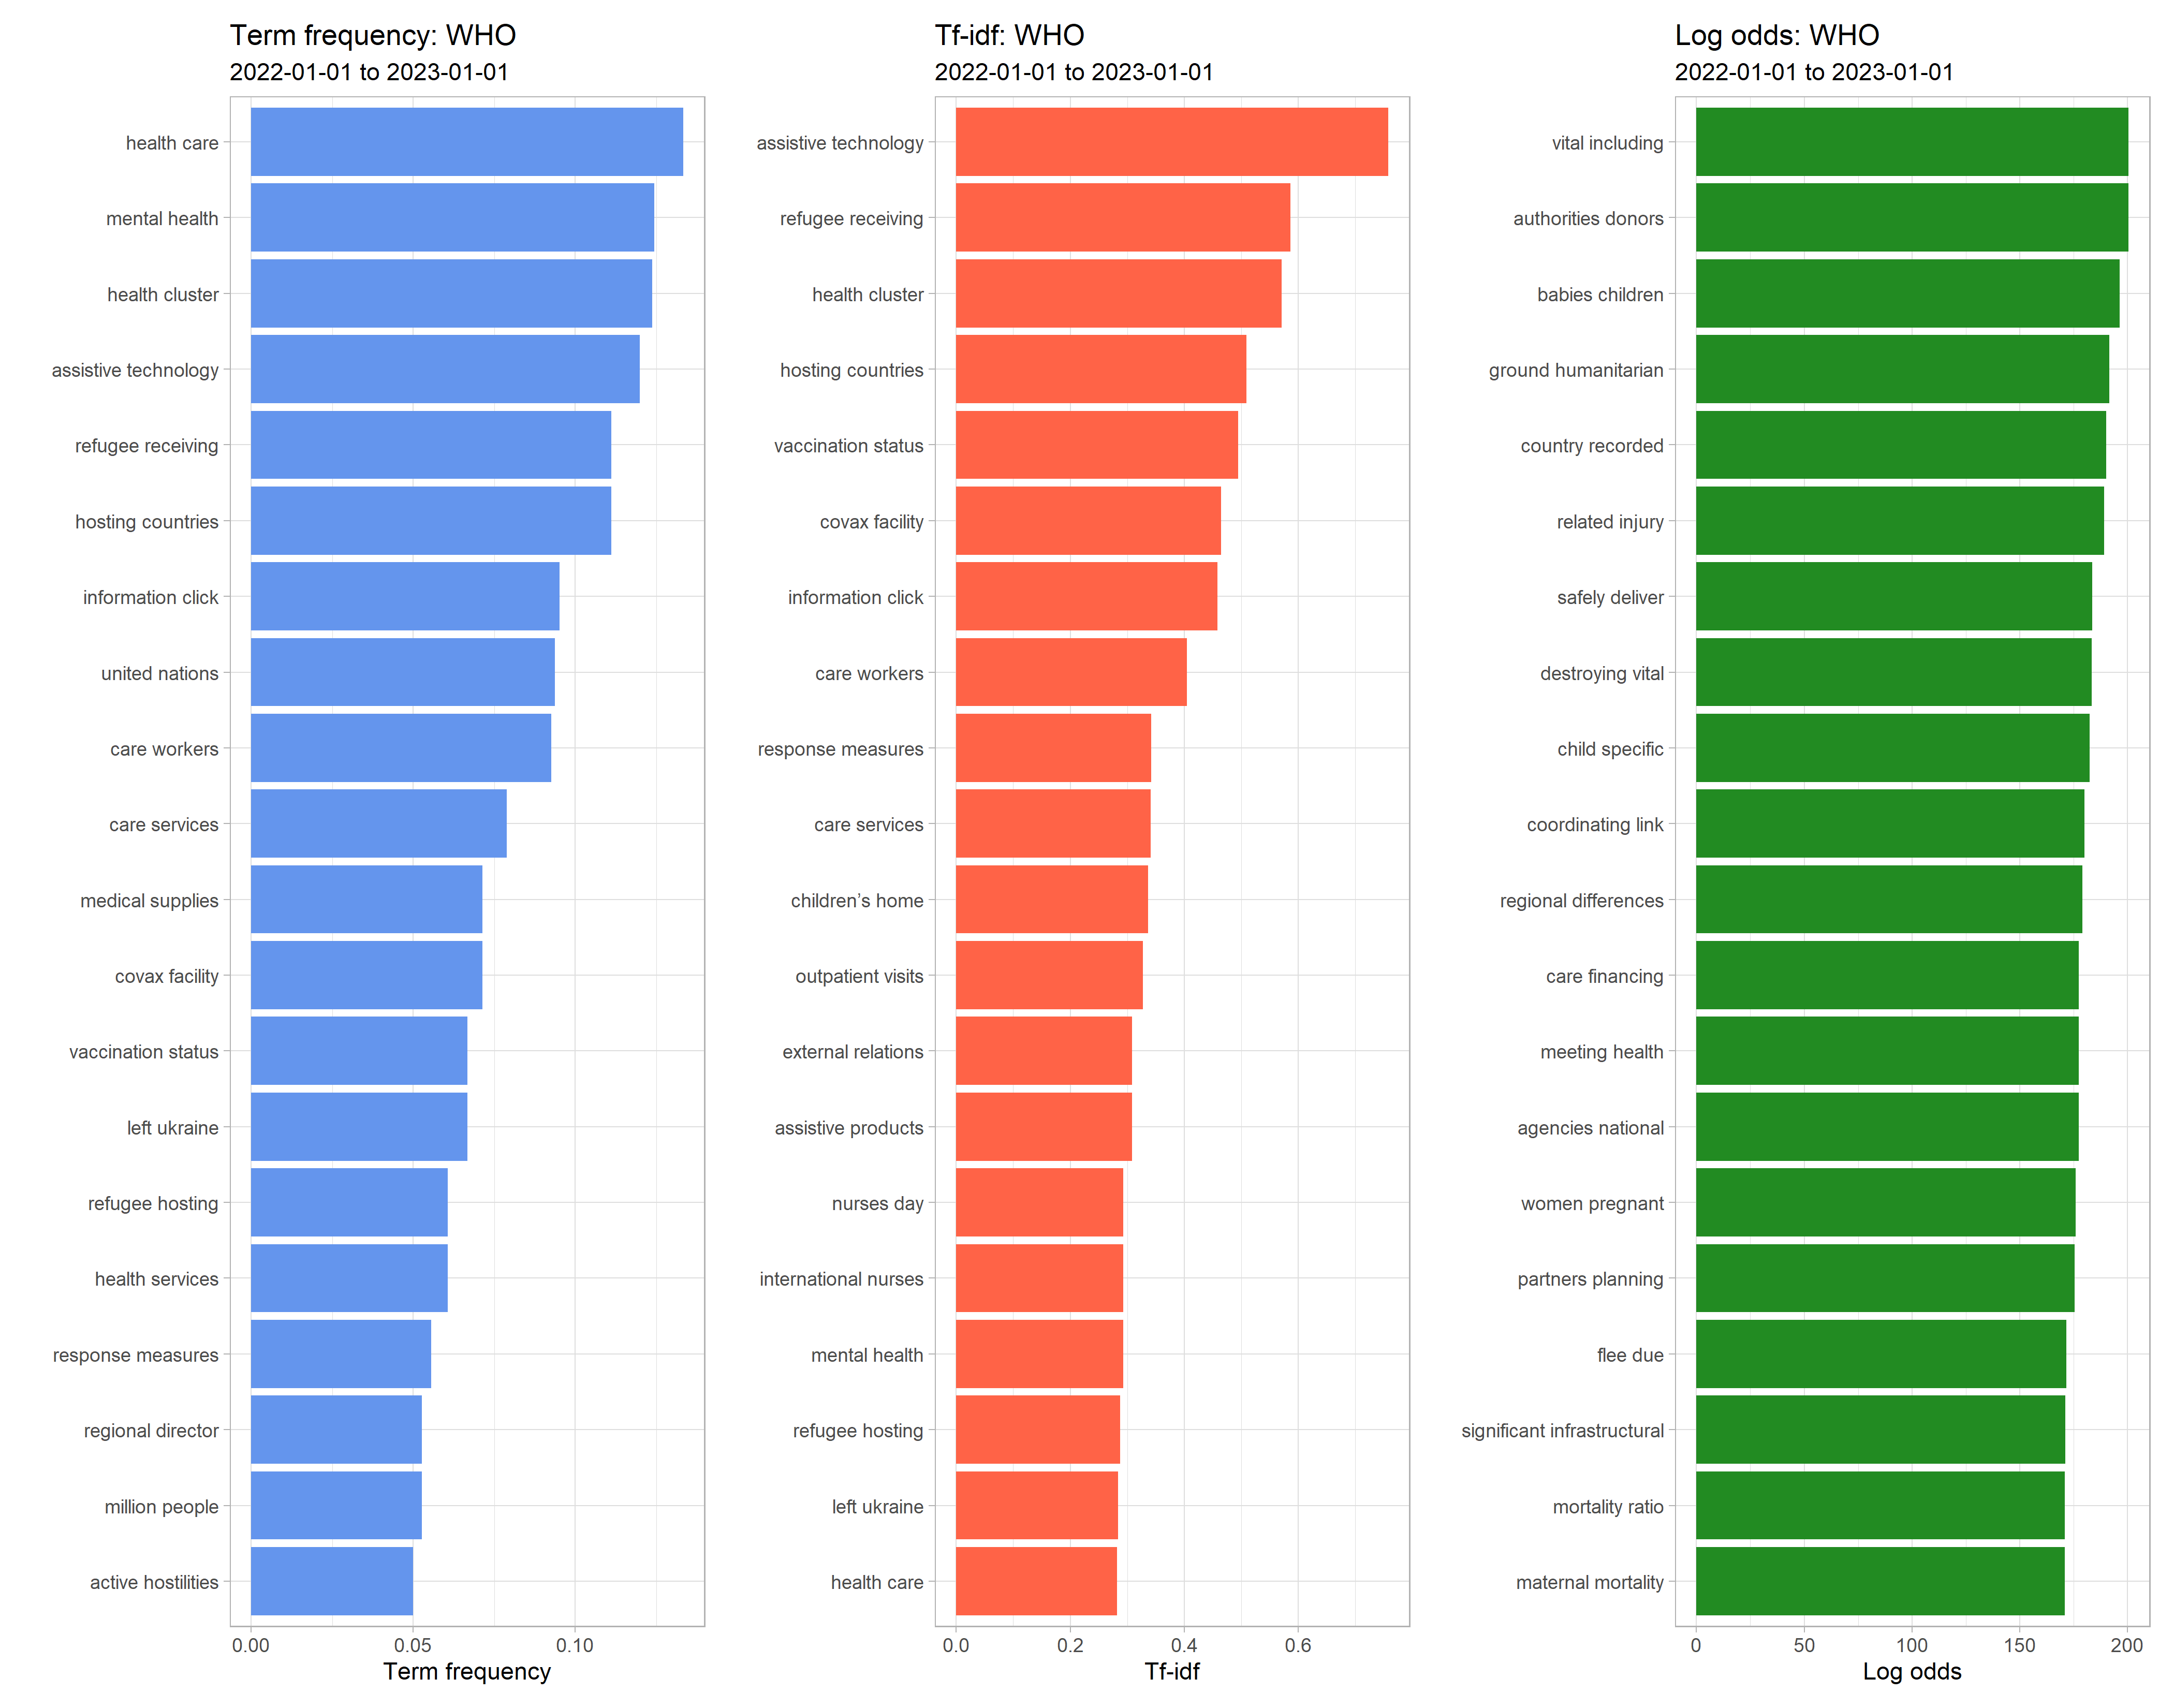 Term frequency: WHO
2022-01-01 to 2023-01-01
health care
mental health
health cluster
assistive technology
refugee receiving
hosting countries
information click
united nations
care workers
care services
medical supplies
covax facility
vaccination status
left ukraine
refugee hosting
health services
response measures
regional director
million people
active hostilities
0.00 0.05 0.10
Term frequency
Tf-idf: WHO
2022-01-01 to 2023-01-01
assistive technology
refugee receiving
health cluster
hosting countries
vaccination status
covax facility
information click
care workers
response measures
care services
children’s home
outpatient visits
external relations
assistive products
nurses day
international nurses
mental health
refugee hosting
left ukraine
health care
0.0 0.2 0.4 0.6
Tf-idf
Log odds: WHO
2022-01-01 to 2023-01-01
vital including
authorities donors
babies children
ground humanitarian
country recorded
related injury
safely deliver
destroying vital
child specific
coordinating link
regional differences
care financing
meeting health
agencies national
women pregnant
partners planning
flee due
significant infrastructural
mortality ratio
maternal mortality
0 50 100 150 200
Log odds